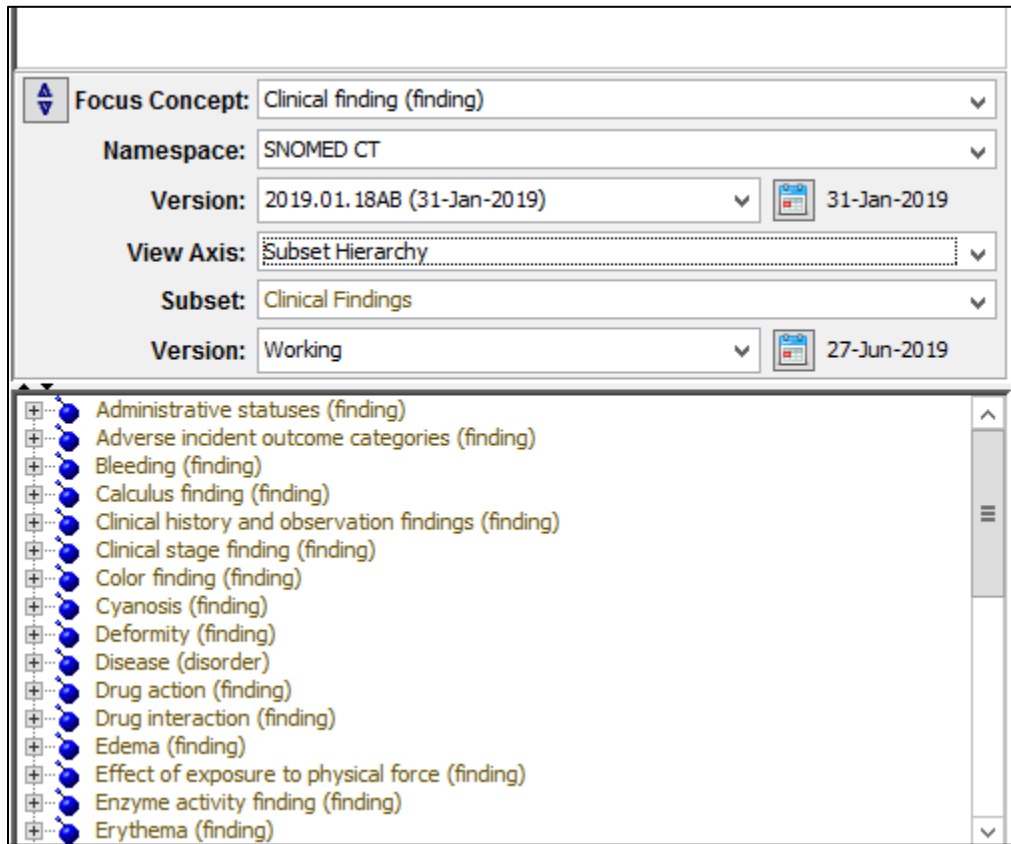 Focus Concept: Clinical finding (finding)
Namespace: SNOMED CT
Version: 2019.01.18AB (31-Jan-2019) 31-Jan-2019
View Axis: Subset Hierarchy
Subset: Clinical Findings
Version: Working 27-Jun-2019
Administrative statuses (finding)
Adverse incident outcome categories (finding)
Bleeding (finding)
Calculus finding (finding)
Clinical history and observation findings (finding)
Clinical stage finding (finding)
Color finding (finding)
Cyanosis (finding)
Deformity (finding)
Disease (disorder)
Drug action (finding)
Drug interaction (finding)
Edema (finding)
Effect of exposure to physical force (finding)
Enzyme activity finding (finding)
Erythema (finding)